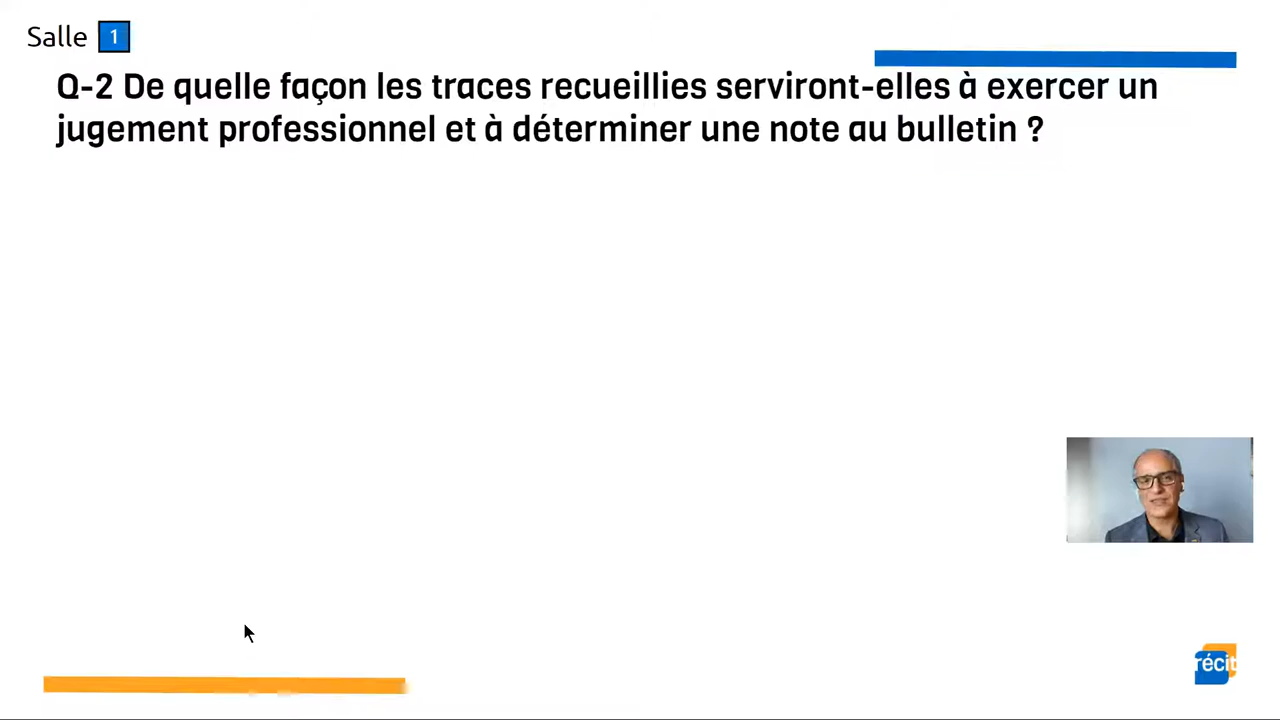 Salle 1
Q-2 De quelle façon les traces recueillies serviront-elles à exercer un
jugement professionnel et à déterminer une note au bulletin ?
récit